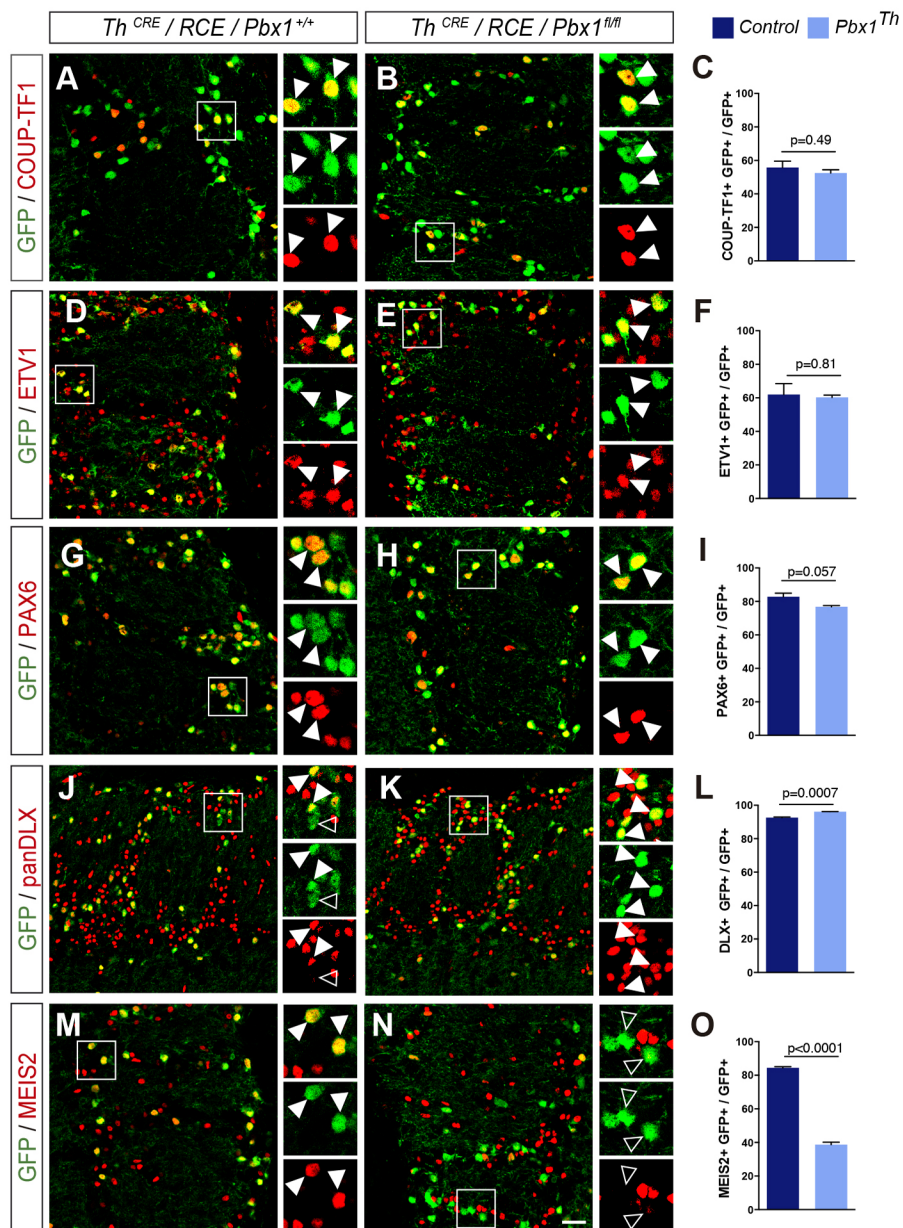 Th CRE / RCE / Pbx1+/+
Th CRE / RCE / Pbx1fl/fl
Control
Pbx1Th
GFP / COUP-TF1
A
B
C
COUP-TF1+ GFP+ / GFP+
100
80
60
40
20
0
p=0.49
GFP / ETV1
D
E
F
ETV1+ GFP+ / GFP+
100
80
60
40
20
0
p=0.81
GFP / PAX6
G
H
I
PAX6+ GFP+ / GFP+
100
80
60
40
20
0
p=0.057
GFP / panDLX
J
K
L
DLX+ GFP+ / GFP+
100
80
60
40
20
0
p=0.0007
GFP / MEIS2
M
N
O
MEIS2+ GFP+ / GFP+
100
80
60
40
20
0
p<0.0001